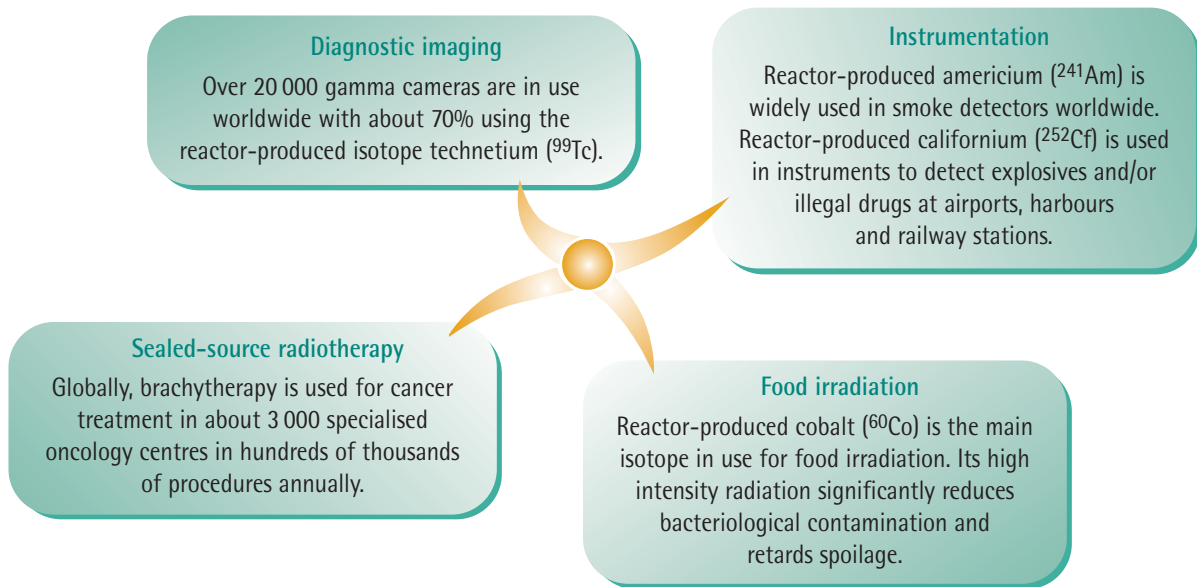 Diagnostic imaging
Over 20 000 gamma cameras are in use
worldwide with about 70% using the
reactor-produced isotope technetium (⁹⁹Tc).
Instrumentation
Reactor-produced americium (²⁴¹Am) is
widely used in smoke detectors worldwide.
Reactor-produced californium (²⁵²Cf) is used
in instruments to detect explosives and/or
illegal drugs at airports, harbours
and railway stations.
Sealed-source radiotherapy
Globally, brachytherapy is used for cancer
treatment in about 3 000 specialised
oncology centres in hundreds of thousands
of procedures annually.
Food irradiation
Reactor-produced cobalt (⁶⁰Co) is the main
isotope in use for food irradiation. Its high
intensity radiation significantly reduces
bacteriological contamination and
retards spoilage.